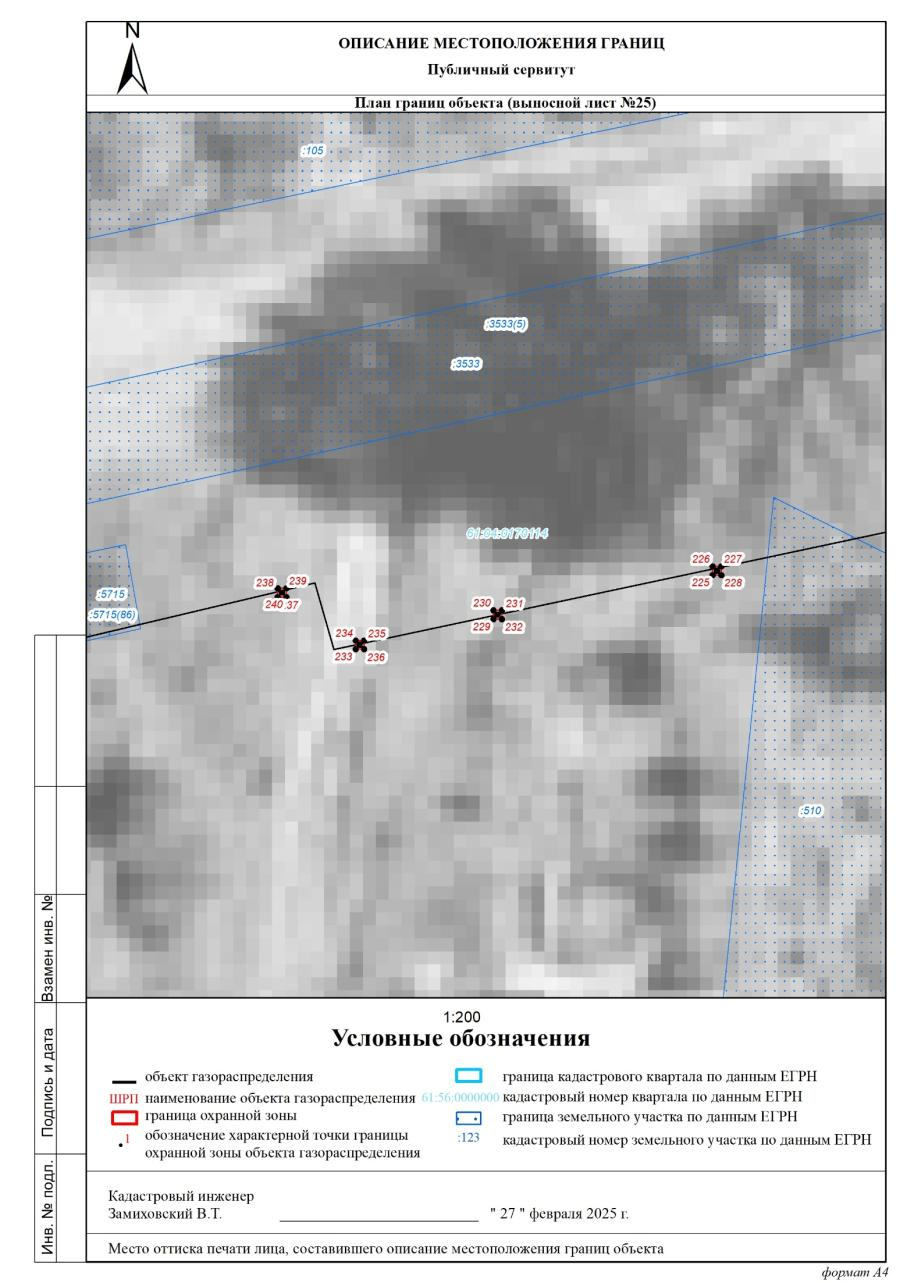 N
ОПИСАНИЕ МЕСТОПОЛОЖЕНИЯ ГРАНИЦ
Публичный сервитут
План границ объекта (выносной лист №25)
:105
:3533(5)
:3533
61:04:0170114
226 227
225 228
:5715
:5715(86)
238 239
240.37
230 231
229 232
234 235
233 236
:510
1:200
Условные обозначения
объект газораспределения
ШРП наименование объекта газораспределения
граница охранной зоны
1 обозначение характерной точки границы
охранной зоны объекта газораспределения
граница кадастрового квартала по данным ЕГРН
61:56:0000000 кадастровый номер квартала по данным ЕГРН
граница земельного участка по данным ЕГРН
:123 кадастровый номер земельного участка по данным ЕГРН
Кадастровый инженер
Замиховский В.Т. " 27 " февраля 2025 г.
Место оттиска печати лица, составившего описание местоположения границ объекта
Взамен инв. №
Подпись и дата
Инв. № подл.
формат А4